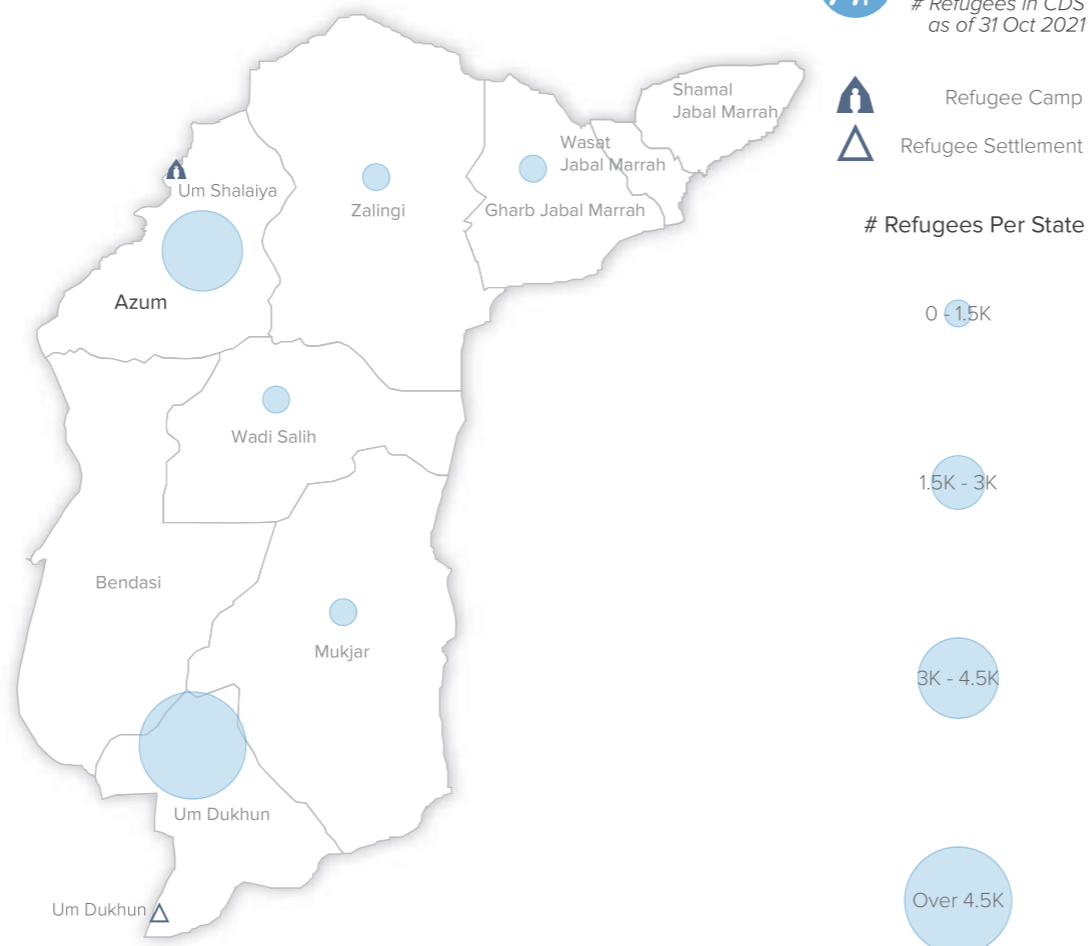 # Refugees in CDS
as of 31 Oct 2021
Refugee Camp
Refugee Settlement
# Refugees Per State
0 - 1.5K
1.5K - 3K
3K - 4.5K
Over 4.5K
Shamal
Jabal Marrah
Wasat
Jabal Marrah
Um Shalaiya
Zalingi
Gharb Jabal Marrah
Azum
Wadi Salih
Bendasi
Mukjar
Um Dukhun
Um Dukhun